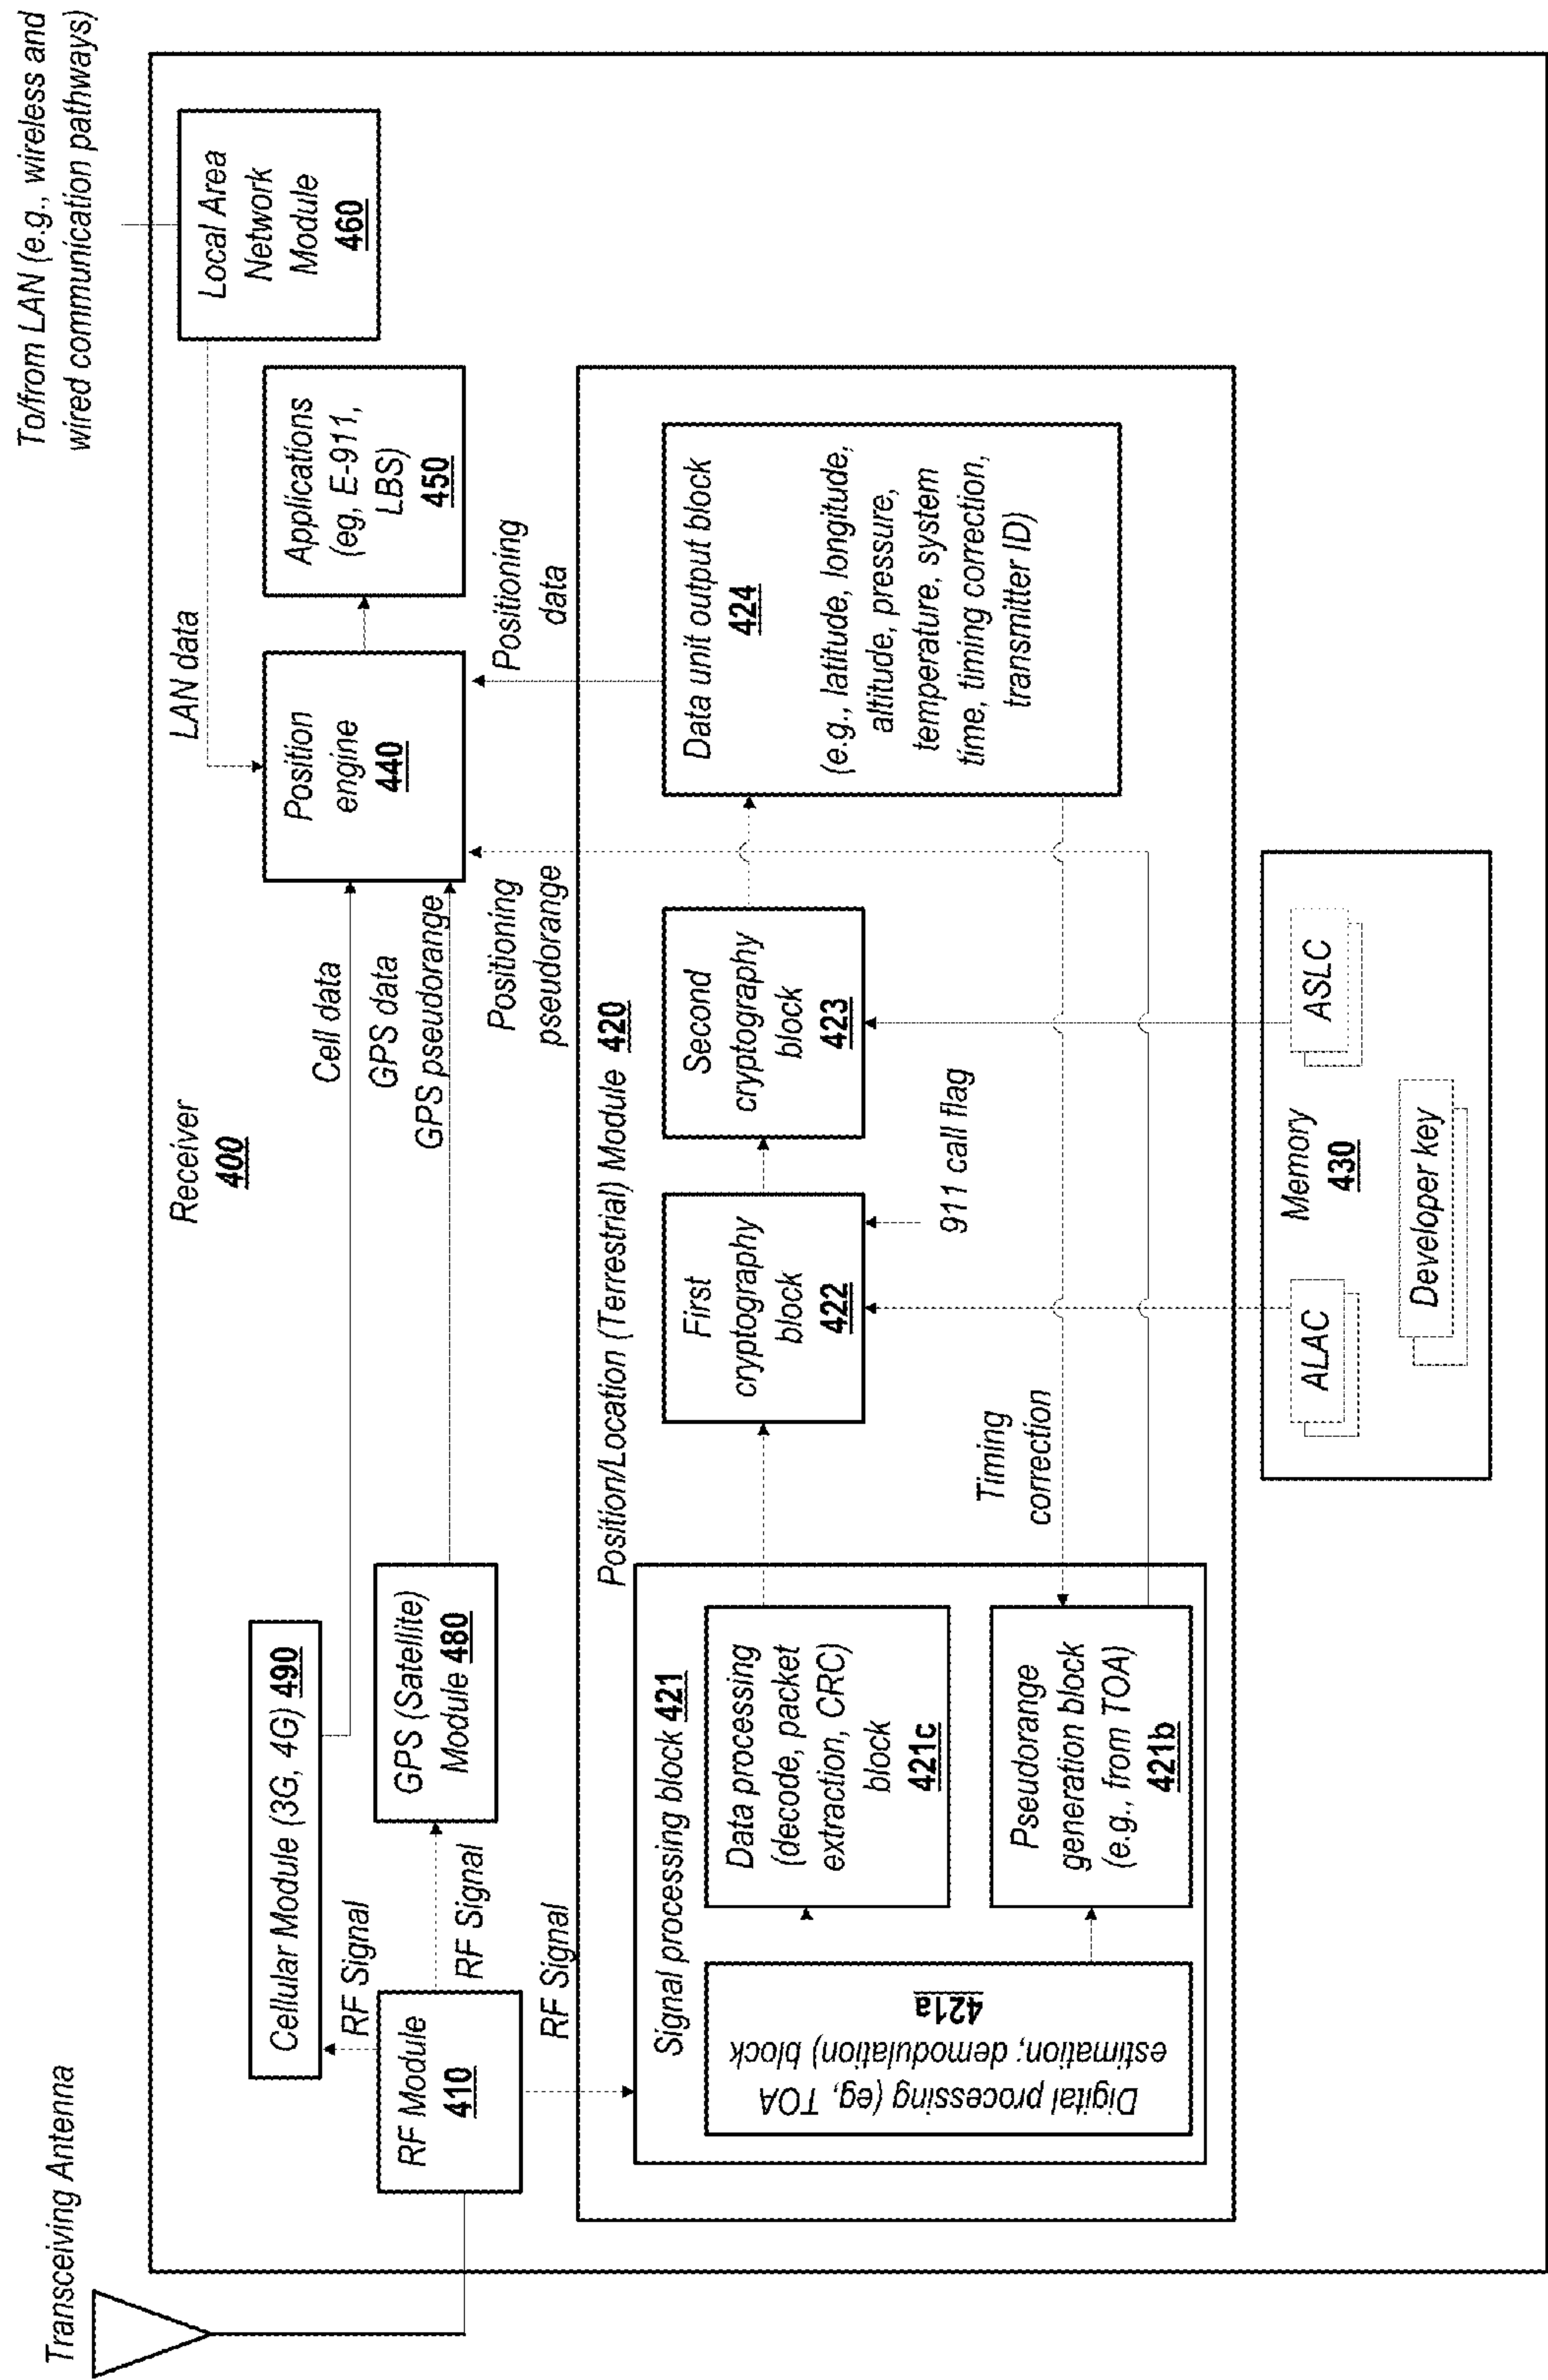 Transceiving Antenna
To/from LAN (e.g., wireless and
wired communication pathways)
Receiver
400
Local Area
Network
Module
460
LAN data
Cellular Module (3G, 4G) 490
Cell data
RF Signal
Position
engine
440
Applications
(eg, E-911,
LBS)
450
RF Module
410
RF Signal
GPS (Satellite)
Module 480
GPS data
GPS pseudorange
Positioning
pseudorange
Positioning
data
RF Signal
Position/Location (Terrestrial) Module 420
Signal processing block 421
Digital processing (eg, TOA
estimation; demodulation) block
421a
Data processing
(decode, packet
extraction, CRC)
block
421c
Pseudorange
generation block
(e.g., from TOA)
421b
First
cryptography
block
422
Second
cryptography
block
423
Data unit output block
424
(e.g., latitude, longitude,
altitude, pressure,
temperature, system
time, timing correction,
transmitter ID)
911 call flag
Timing
correction
ALAC
Memory
430
ASLC
Developer key